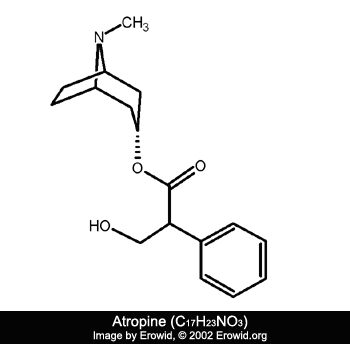 N
CH₃
O
O
HO
Atropine (C₁₇H₂₃NO₃)
Image by Erowid, © 2002 Erowid.org